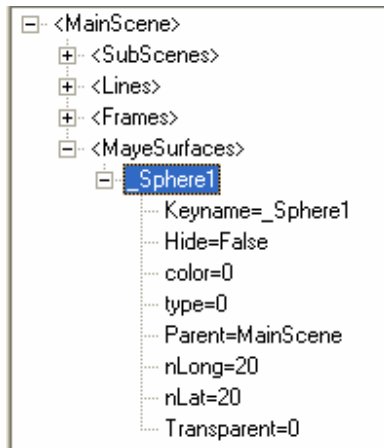 <MainScene>
<SubScenes>
<Lines>
<Frames>
<MayeSurfaces>
_Sphere1
Keyname=_Sphere1
Hide=False
color=0
type=0
Parent=MainScene
nLong=20
nLat=20
Transparent=0